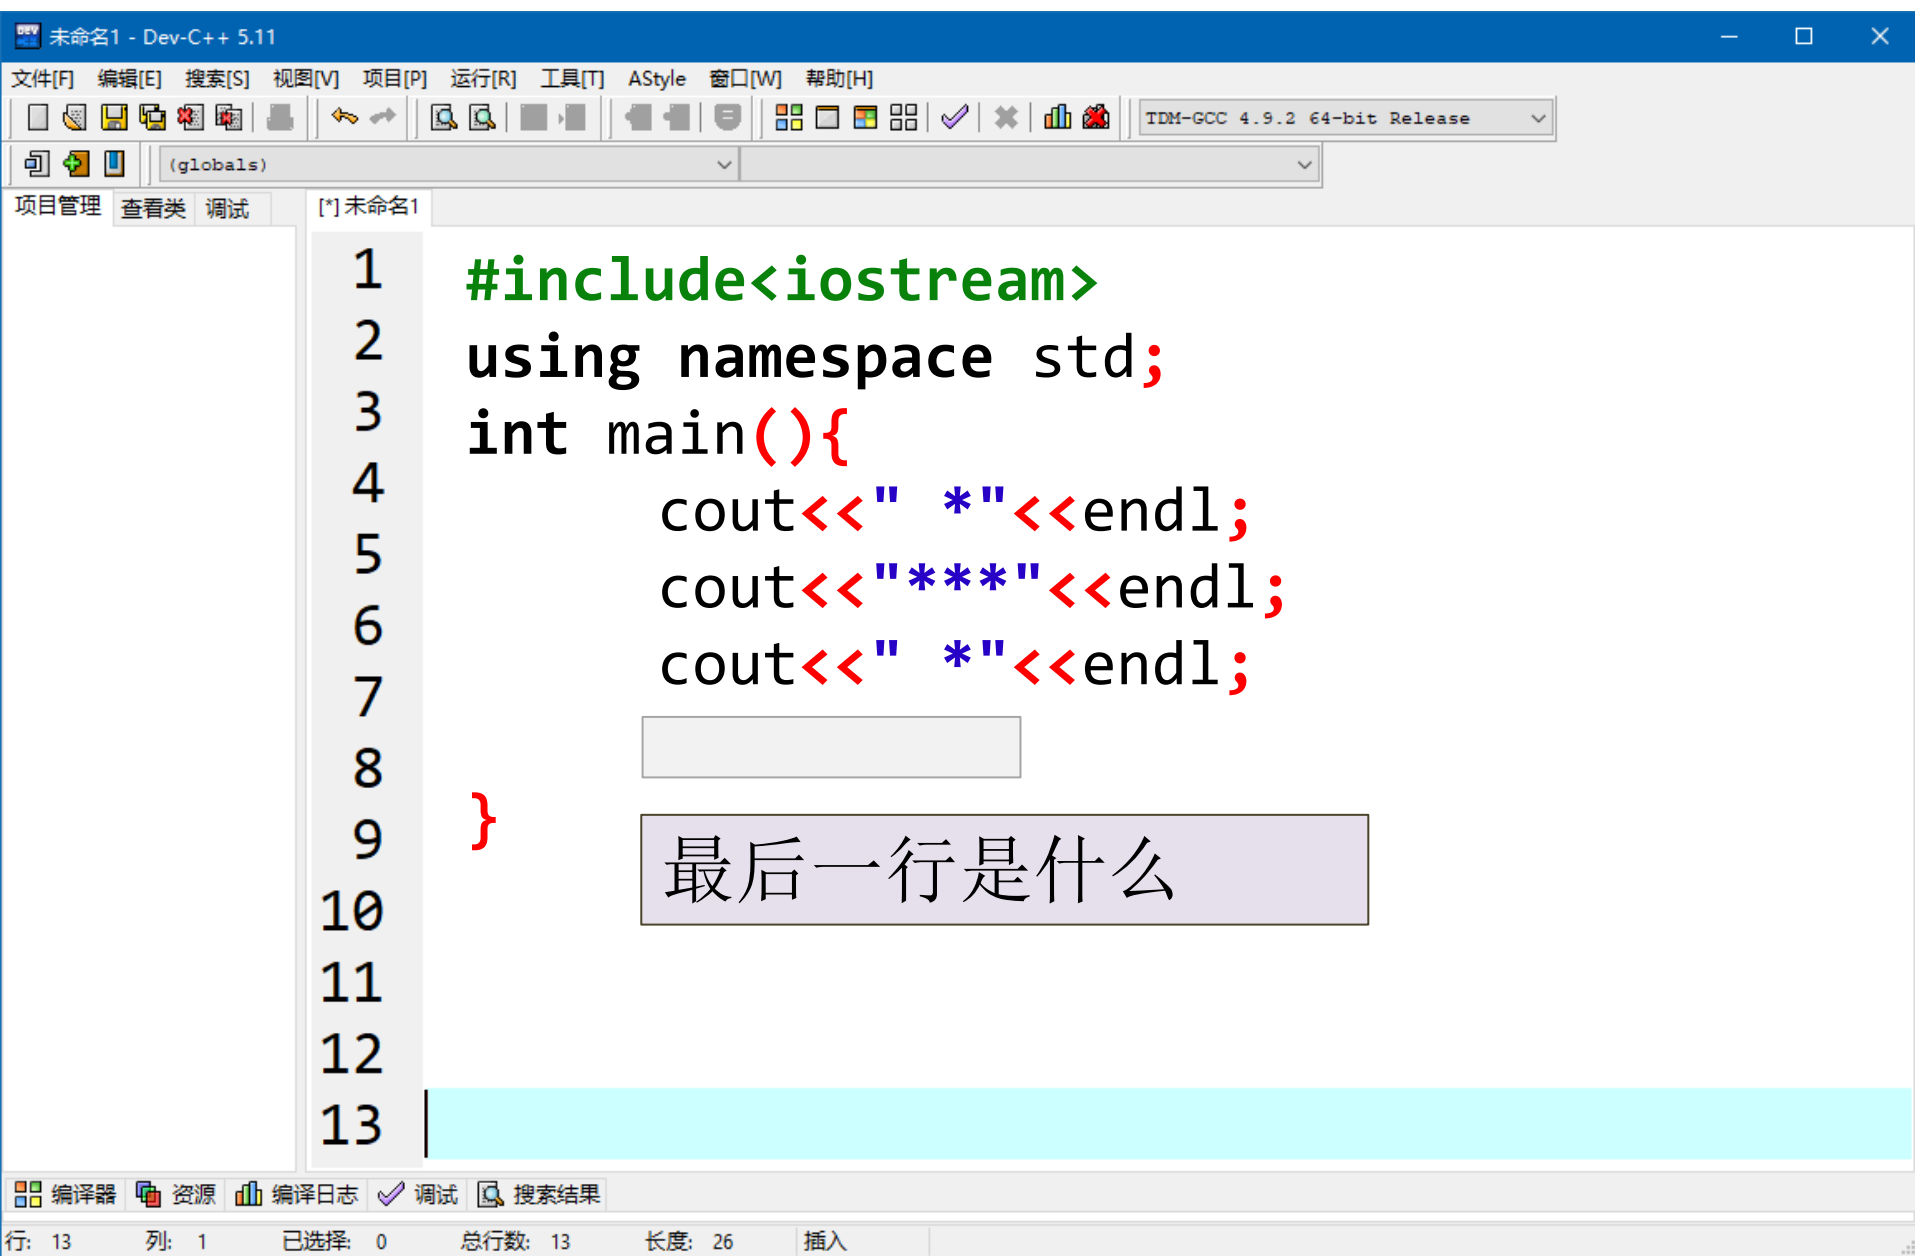 未命名1 - Dev-C++ 5.11
文件[F] 编辑[E] 搜索[S] 视图[V] 项目[P] 运行[R] 工具[T] AStyle 窗口[W] 帮助[H]
TDM-GCC 4.9.2 64-bit Release
(globals)
项目管理 查看类 调试 [*] 未命名1
1 #include<iostream>
2 using namespace std;
3 int main(){
4 cout<<" *"<<endl;
5 cout<<"***"<<endl;
6 cout<<" *"<<endl;
7
8 }
9 最后一行是什么
10
11
12
13
编译器 资源 编译日志 调试 搜索结果
行: 13 列: 1 已选择: 0 总行数: 13 长度: 26 插入